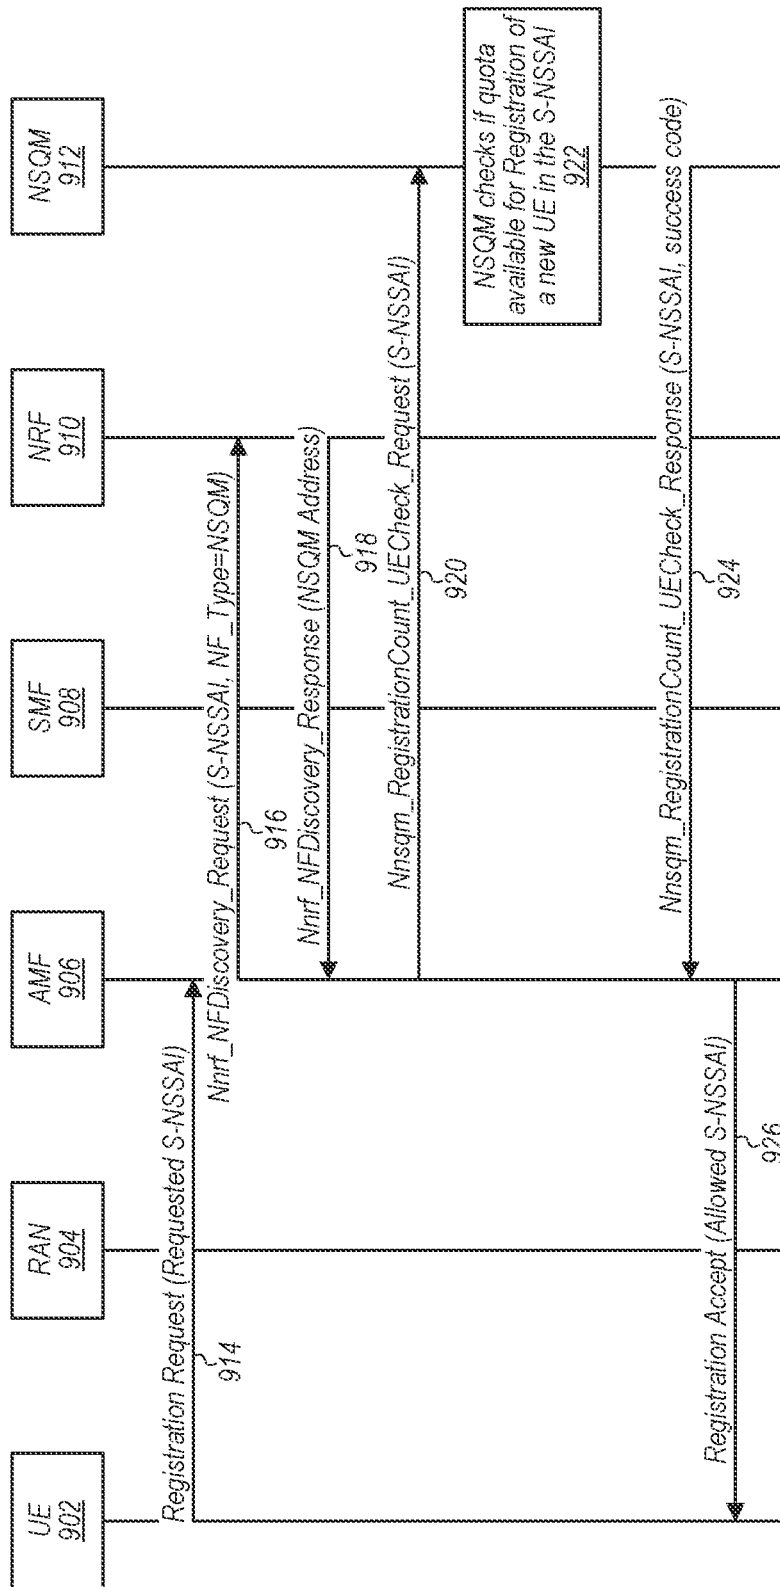 UE
902
RAN
904
AMF
906
SMF
908
NRF
910
NSQM
912
Registration Request (Requested S-NSSAI)
914
Nnrf_NFDiscovery_Request (S-NSSAI, NF_Type=NSQM)
916
Nnrf_NFDiscovery_Response (NSQM Address)
918
Nnsqm_RegistrationCount_UECheck_Request (S-NSSAI)
920
NSQM checks if quota
available for Registration of
a new UE in the S-NSSAI
922
Nnsqm_RegistrationCount_UECheck_Response (S-NSSAI, success code)
924
Registration Accept (Allowed S-NSSAI)
926